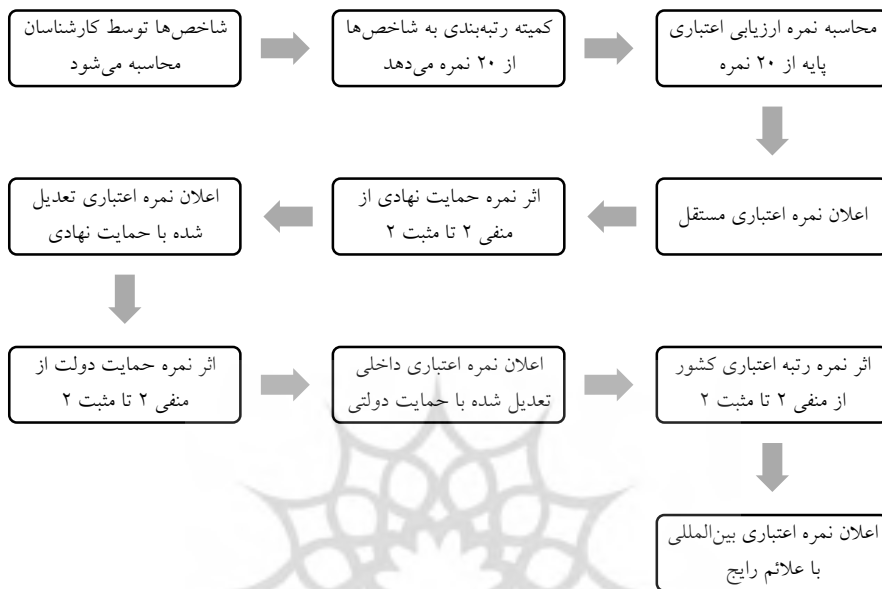 شاخص‌ها توسط کارشناسان
محاسبه می‌شود
کمیته رتبه‌بندی به شاخص‌ها
از ۲۰ نمره می‌دهد
محاسبه نمره ارزیابی اعتباری
پایه از ۲۰ نمره
اعلان نمره اعتباری مستقل
اثر نمره حمایت نهادی از
منفی ۲ تا مثبت ۲
اعلان نمره اعتباری تعدیل
شده با حمایت نهادی
اثر نمره حمایت دولت از
منفی ۲ تا مثبت ۲
اعلان نمره اعتباری داخلی
تعدیل شده با حمایت دولتی
اثر نمره رتبه اعتباری کشور
از منفی ۲ تا مثبت ۲
اعلان نمره اعتباری بین‌المللی
با علائم رایج